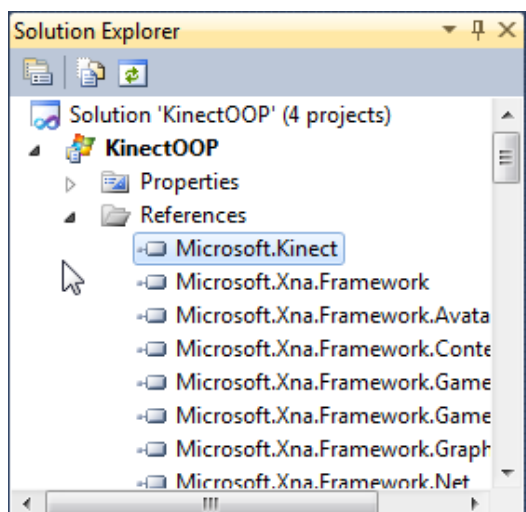 Solution Explorer
Solution 'KinectOOP' (4 projects)
KinectOOP
Properties
References
Microsoft.Kinect
Microsoft.Xna.Framework
Microsoft.Xna.Framework.Avata
Microsoft.Xna.Framework.Conte
Microsoft.Xna.Framework.Game
Microsoft.Xna.Framework.Game
Microsoft.Xna.Framework.Graph
Microsoft.Xna.Framework.Net